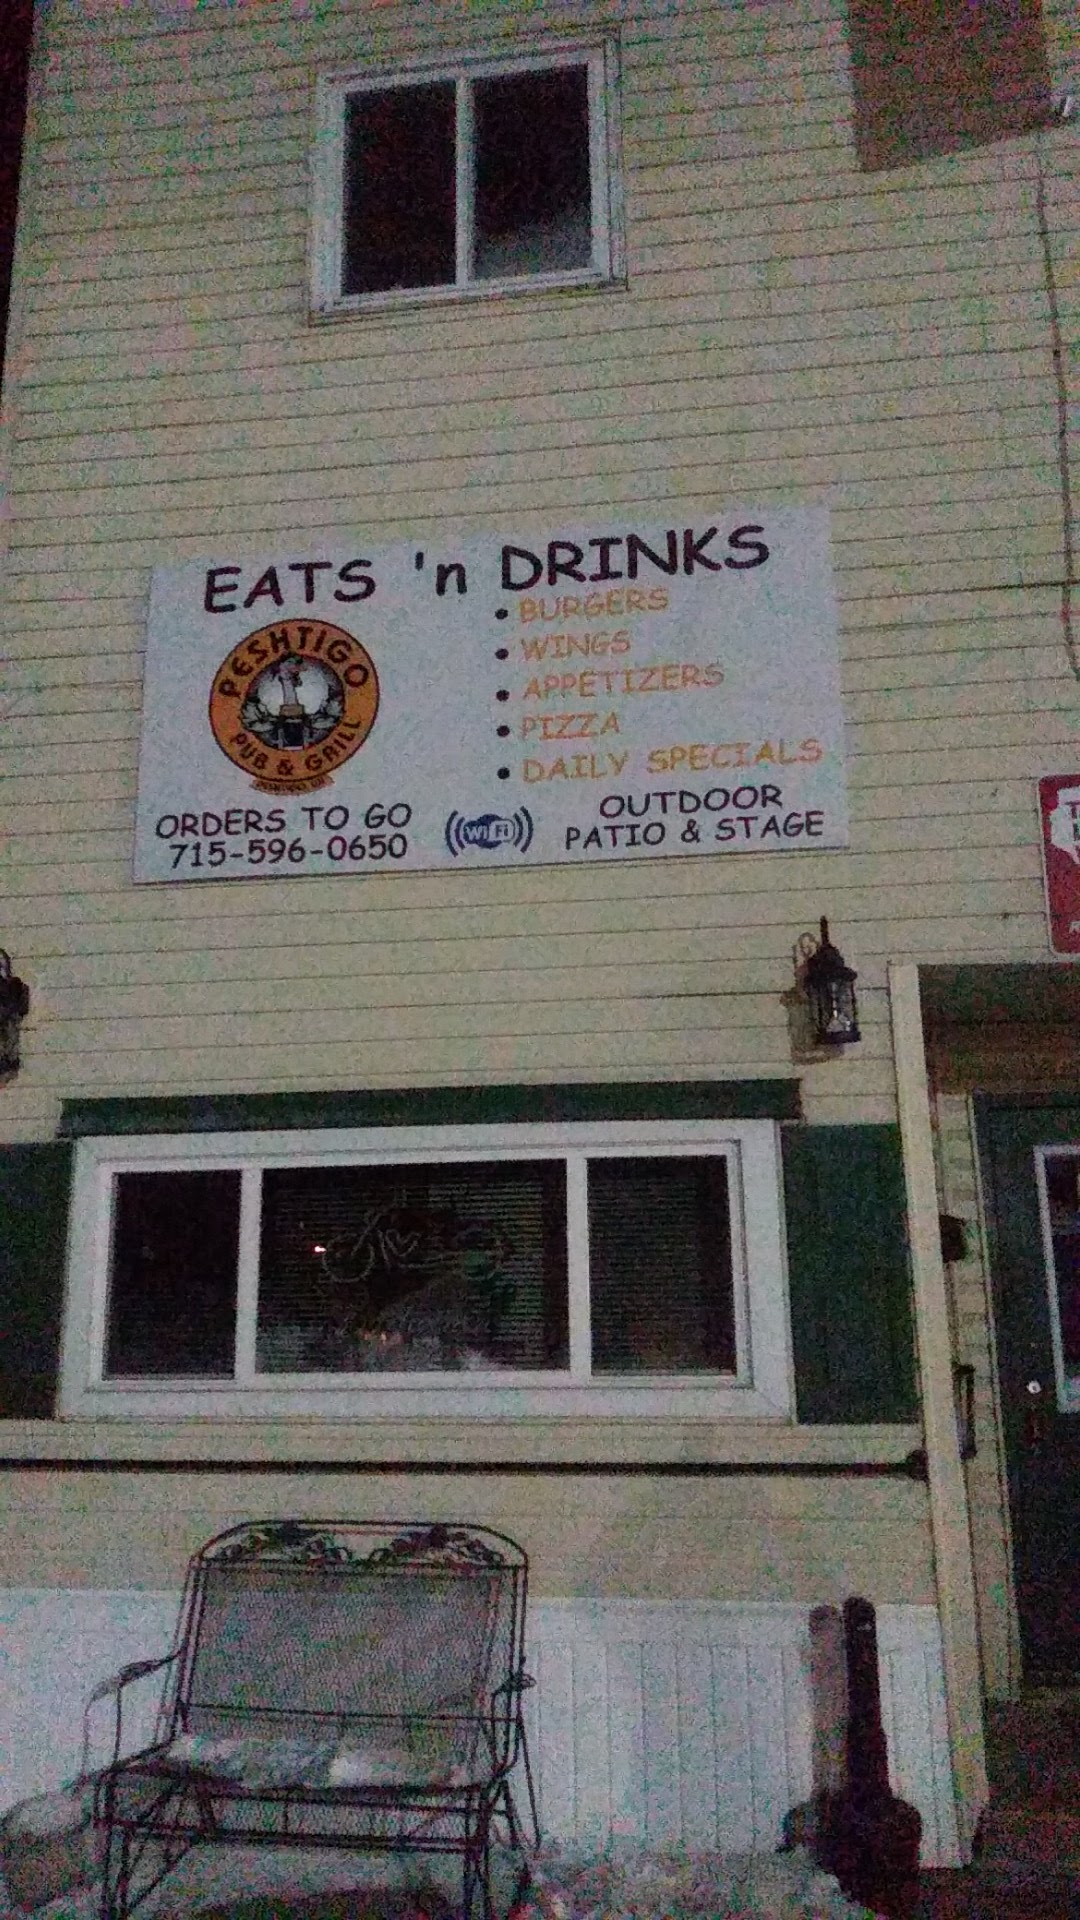 EATS 'n DRINKS
PESHTIGO
PUB & GRILL
• BURGERS
• WINGS
• APPETIZERS
• PIZZA
• DAILY SPECIALS
ORDERS TO GO
715-596-0650
WiFi
OUTDOOR
PATIO & STAGE